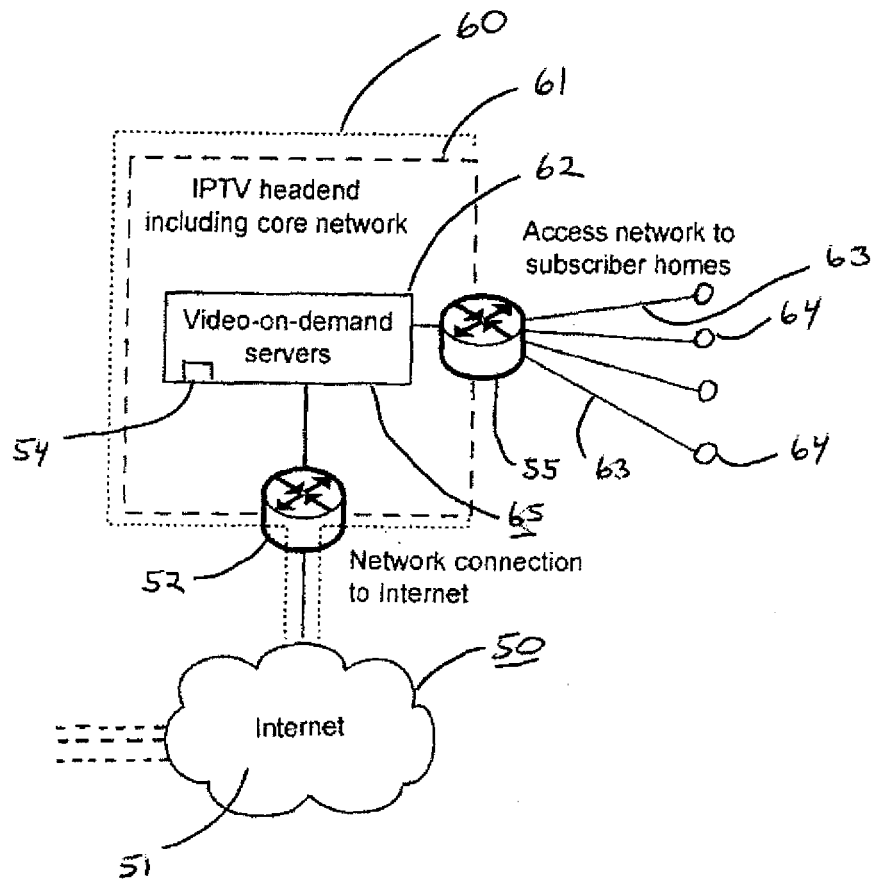 60
61
IPTV headend
including core network
62
Access network to
subscriber homes
63
64
Video-on-demand
servers
54
55
63
64
65
52
Network connection
to Internet
50
Internet
51